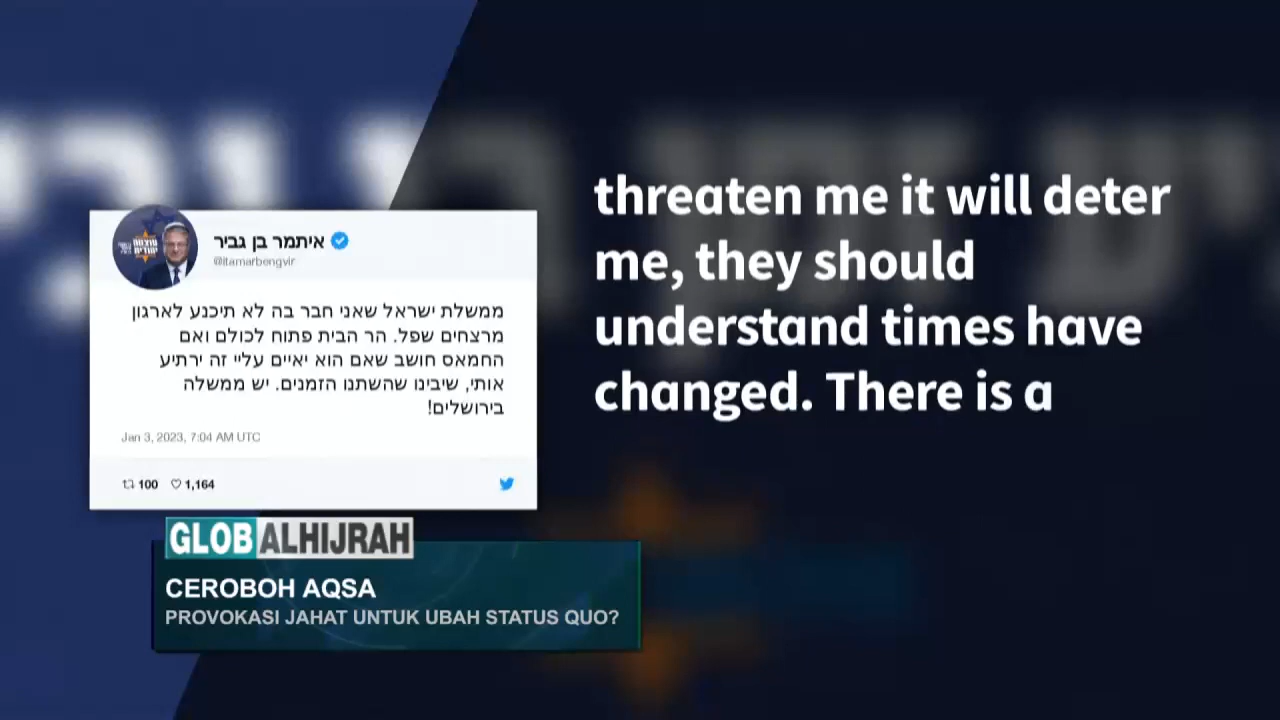 איתמר בן גביר
@itamarbengvir
ממשלת ישראל שאני חבר בה לא תיכנע לארגון
מרצחים שפל. הר הבית פתוח לכולם ואם
החמאס חושב שאם הוא יאיים עליי זה ירתיע
אותי, שיבינו שהשתנו הזמנים. יש ממשלה
בירושלים!
Jan 3, 2023, 7:04 AM UTC
100 1,164
threaten me it will deter
me, they should
understand times have
changed. There is a
GLOBALHIJRAH
CEROBOH AQSA
PROVOKASI JAHAT UNTUK UBAH STATUS QUO?